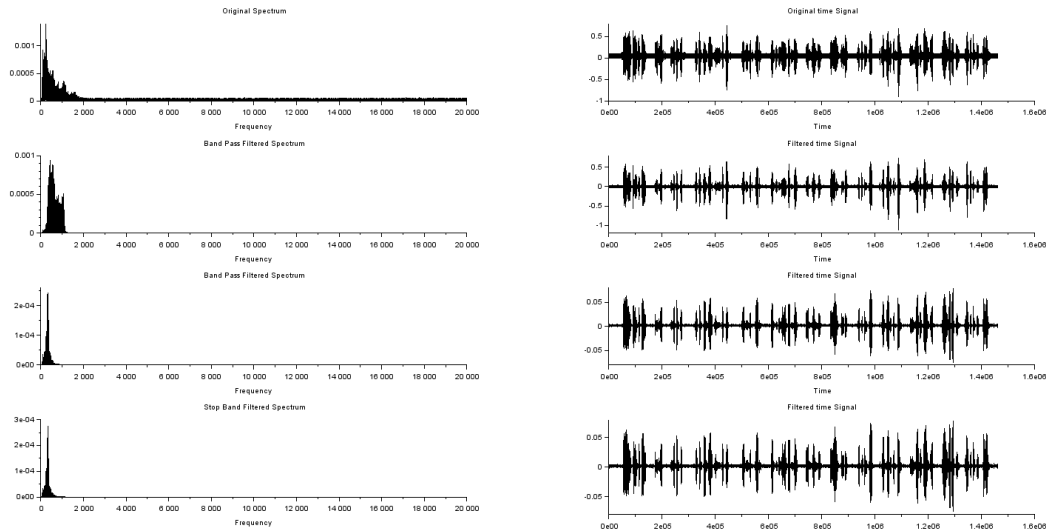 Original Spectrum
0.001
0.0005
0
0 2 000 4 000 6 000 8 000 10 000 12 000 14 000 16 000 18 000 20 000
Frequency
Original time Signal
0.5
0
-0.5
-1
0e00 2e05 4e05 6e05 8e05 1e06 1.2e06 1.4e06 1.6e06
Time
Band Pass Filtered Spectrum
0.001
0.0005
0
0 2 000 4 000 6 000 8 000 10 000 12 000 14 000 16 000 18 000 20 000
Frequency
Filtered time Signal
0.5
0
-0.5
-1
0e00 2e05 4e05 6e05 8e05 1e06 1.2e06 1.4e06 1.6e06
Time
Band Pass Filtered Spectrum
2e-04
1e-04
0e00
0 2 000 4 000 6 000 8 000 10 000 12 000 14 000 16 000 18 000 20 000
Frequency
Filtered time Signal
0.05
0
-0.05
0e00 2e05 4e05 6e05 8e05 1e06 1.2e06 1.4e06 1.6e06
Time
Stop Band Filtered Spectrum
3e-04
2e-04
1e-04
0e00
0 2 000 4 000 6 000 8 000 10 000 12 000 14 000 16 000 18 000 20 000
Frequency
Filtered time Signal
0.05
0
-0.05
0e00 2e05 4e05 6e05 8e05 1e06 1.2e06 1.4e06 1.6e06
Time